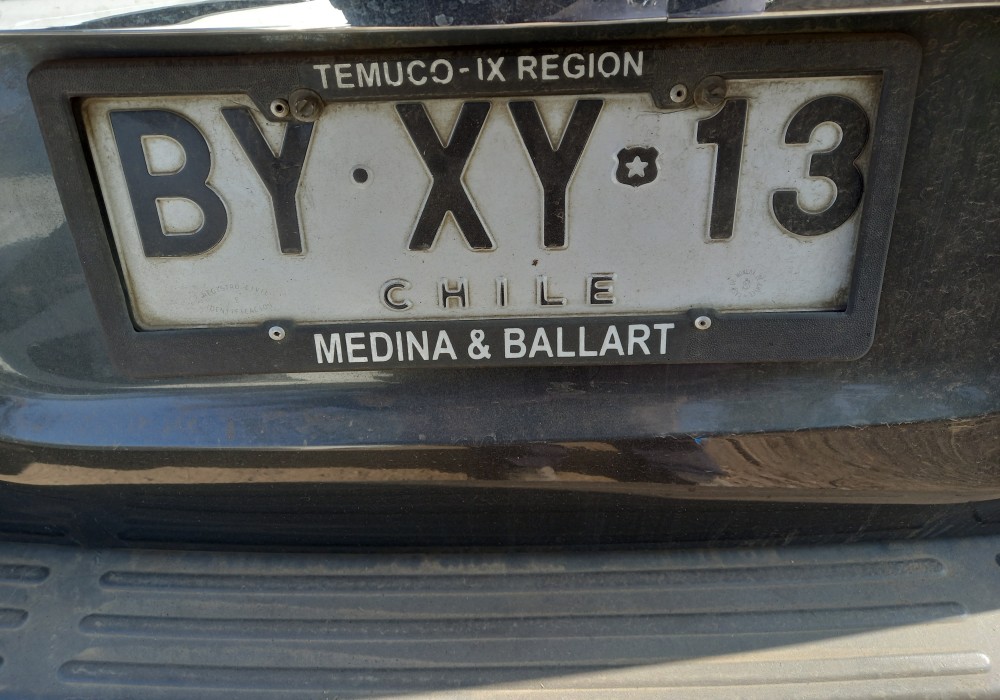 TEMUCO-IX REGION
BY·XY 13
CHILE
MEDINA & BALLART